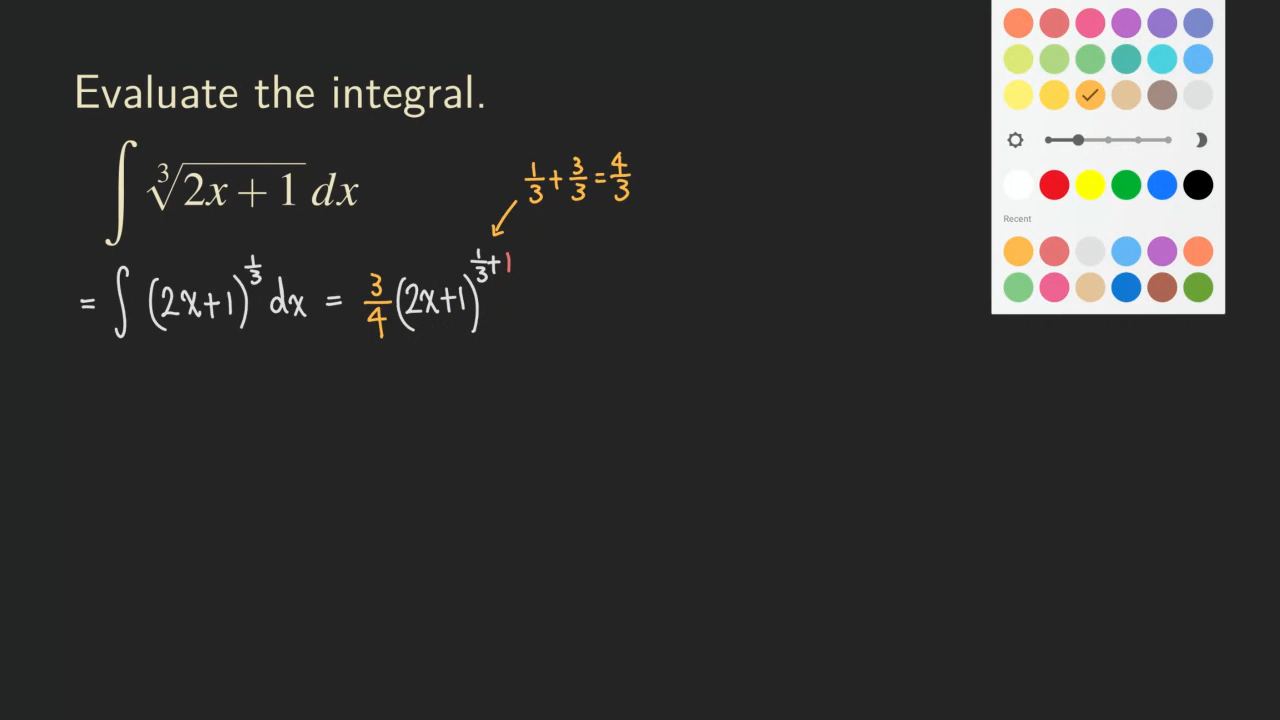 Evaluate the integral.
∫ ∛(2x + 1) dx
1/3 + 3/3 = 4/3
= ∫ (2x+1)^(1/3) dx = 3/4 (2x+1)^(1/3 + 1)
Recent